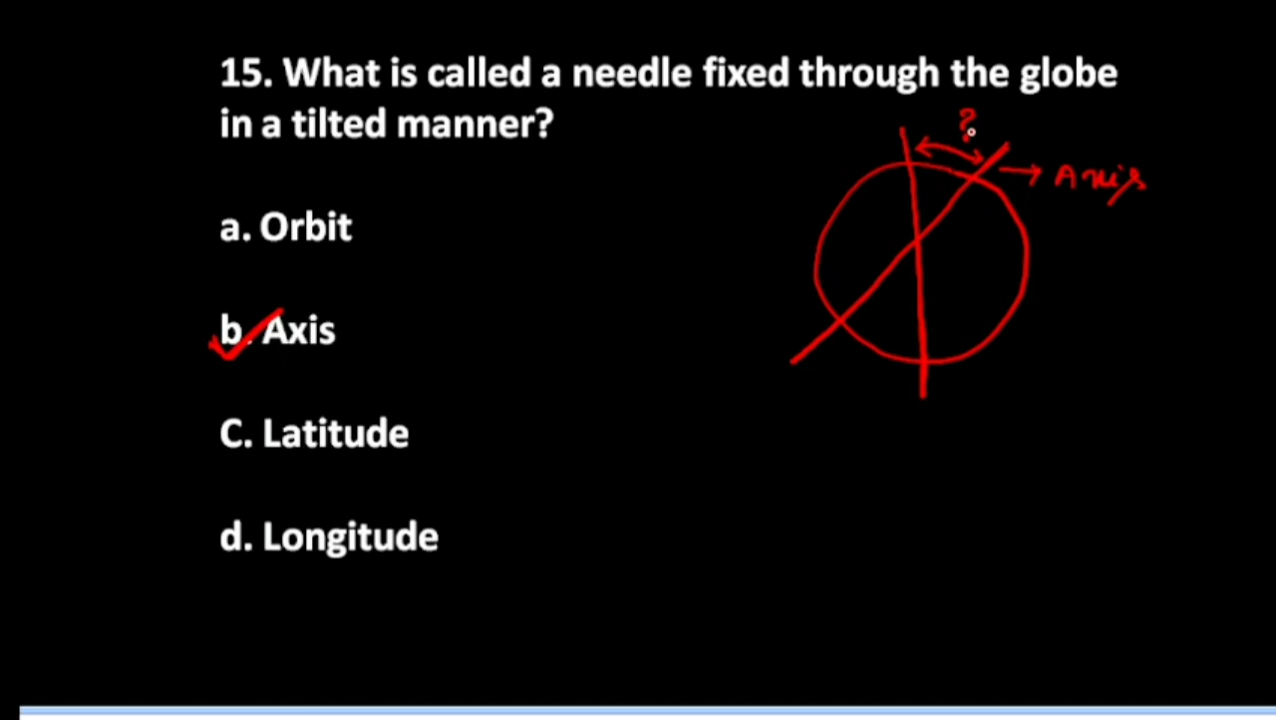 15. What is called a needle fixed through the globe
in a tilted manner?
?
Axis
a. Orbit
b. Axis
C. Latitude
d. Longitude